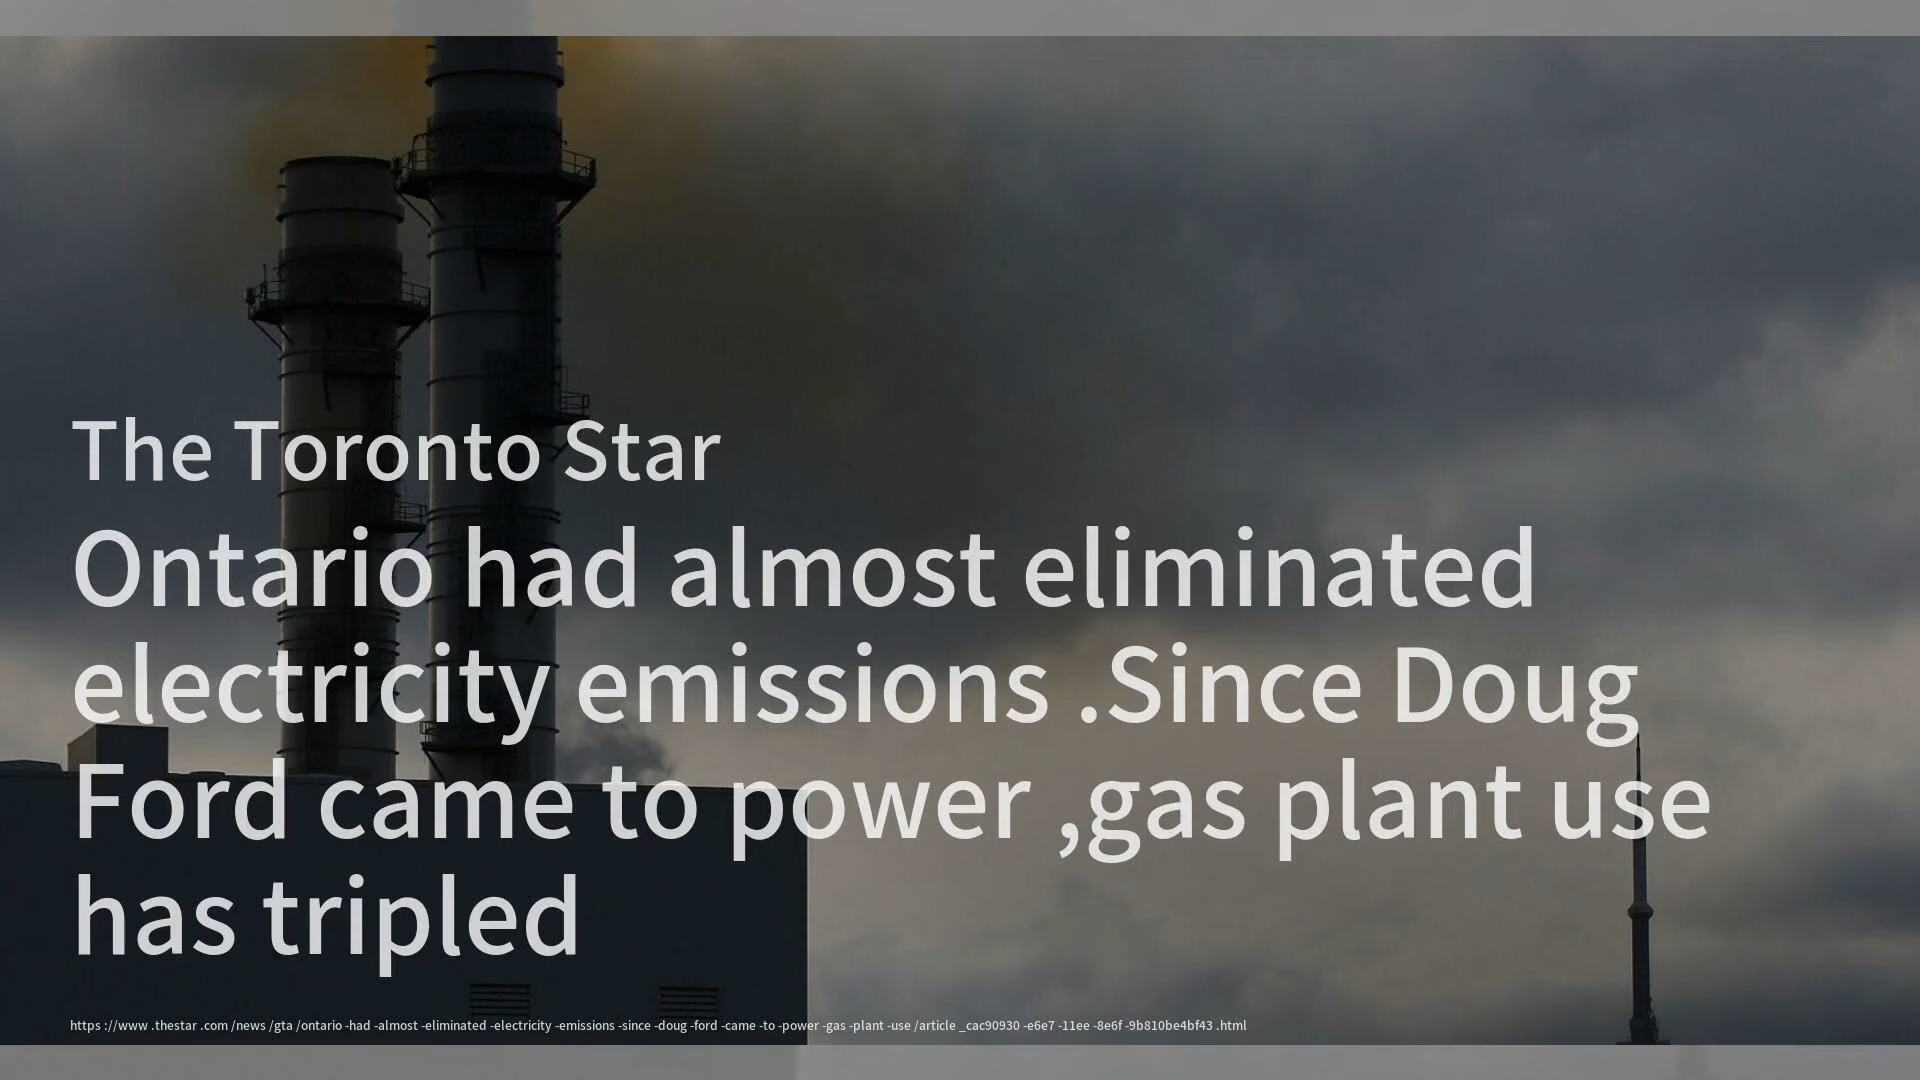 The Toronto Star
Ontario had almost eliminated
electricity emissions .Since Doug
Ford came to power ,gas plant use
has tripled
https ://www .thestar .com /news /gta /ontario -had -almost -eliminated -electricity -emissions -since -doug -ford -came -to -power -gas -plant -use /article _cac90930 -e6e7 -11ee -8e6f -9b810be4bf43 .html